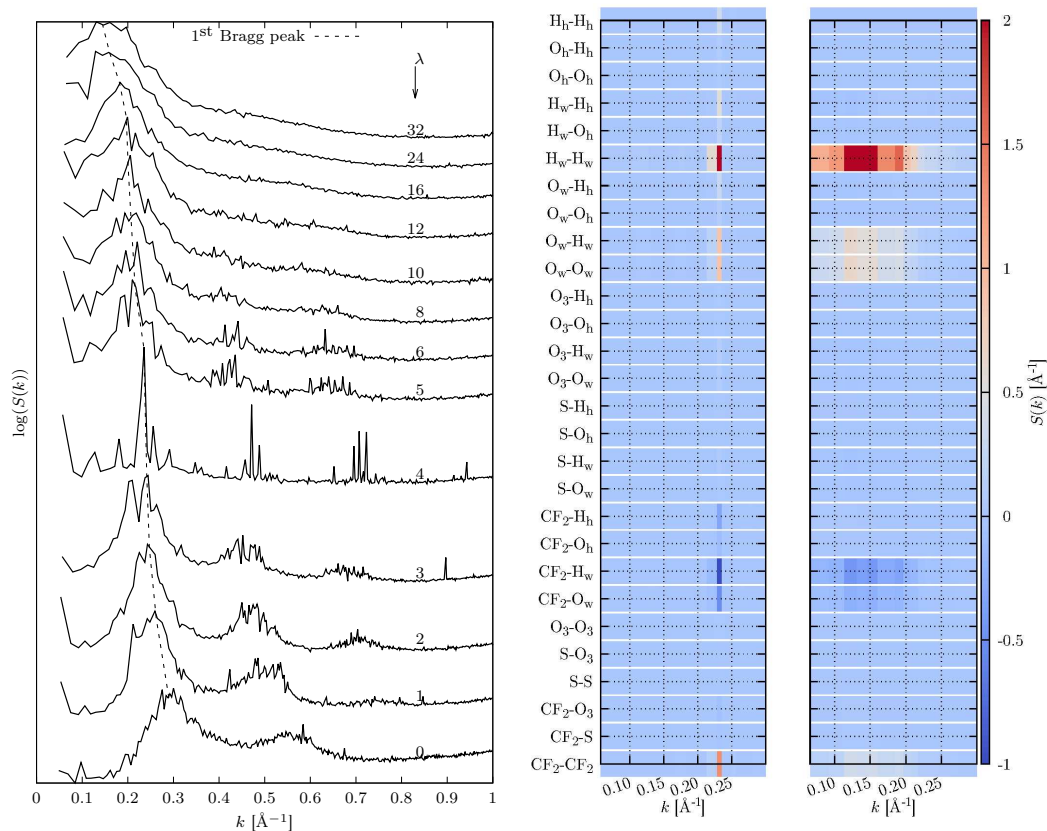 1st Bragg peak
λ
32
24
16
12
10
8
6
5
4
3
2
1
0
log(S(k))
0 0.1 0.2 0.3 0.4 0.5 0.6 0.7 0.8 0.9 1
k [Å−1]
Hh-Hh
Oh-Hh
Oh-Oh
Hw-Hh
Hw-Oh
Hw-Hw
Ow-Hh
Ow-Oh
Ow-Hw
Ow-Ow
O3-Hh
O3-Oh
O3-Hw
O3-Ow
S-Hh
S-Oh
S-Hw
S-Ow
CF2-Hh
CF2-Oh
CF2-Hw
CF2-Ow
O3-O3
S-O3
S-S
CF2-O3
CF2-S
CF2-CF2
0.10 0.15 0.20 0.25
k [Å-1]
0.10 0.15 0.20 0.25
k [Å-1]
2
1.5
1
0.5
0
-0.5
-1
S(k) [Å-1]